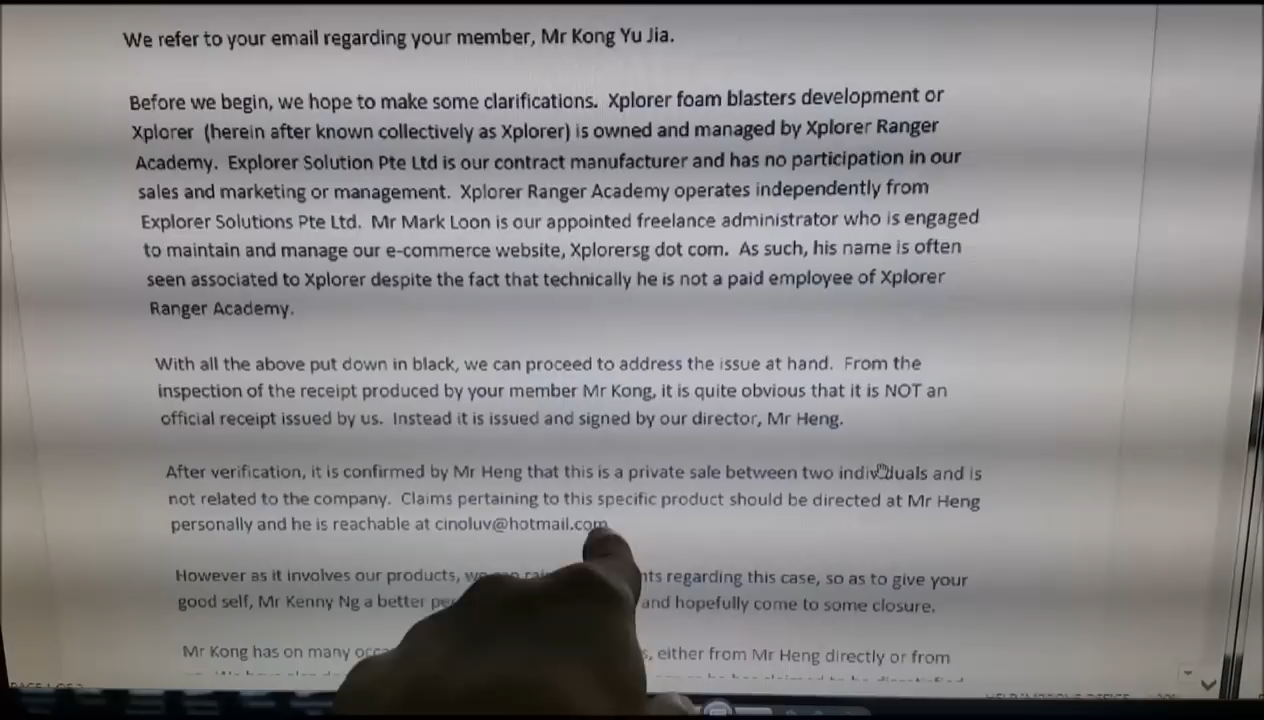 We refer to your email regarding your member, Mr Kong Yu Jia.
Before we begin, we hope to make some clarifications. Xplorer foam blasters development or
Xplorer (herein after known collectively as Xplorer) is owned and managed by Xplorer Ranger
Academy. Explorer Solution Pte Ltd is our contract manufacturer and has no participation in our
sales and marketing or management. Xplorer Ranger Academy operates independently from
Explorer Solutions Pte Ltd. Mr Mark Loon is our appointed freelance administrator who is engaged
to maintain and manage our e-commerce website, Xplorersg dot com. As such, his name is often
seen associated to Xplorer despite the fact that technically he is not a paid employee of Xplorer
Ranger Academy.
With all the above put down in black, we can proceed to address the issue at hand. From the
inspection of the receipt produced by your member Mr Kong, it is quite obvious that it is NOT an
official receipt issued by us. Instead it is issued and signed by our director, Mr Heng.
After verification, it is confirmed by Mr Heng that this is a private sale between two individuals and is
not related to the company. Claims pertaining to this specific product should be directed at Mr Heng
personally and he is reachable at cinoluv@hotmail.com
However as it involves our products, regarding this case, so as to give your
good self, Mr Kenny Ng a better and hopefully come to some closure.
Mr Kong has on many either from Mr Heng directly or from